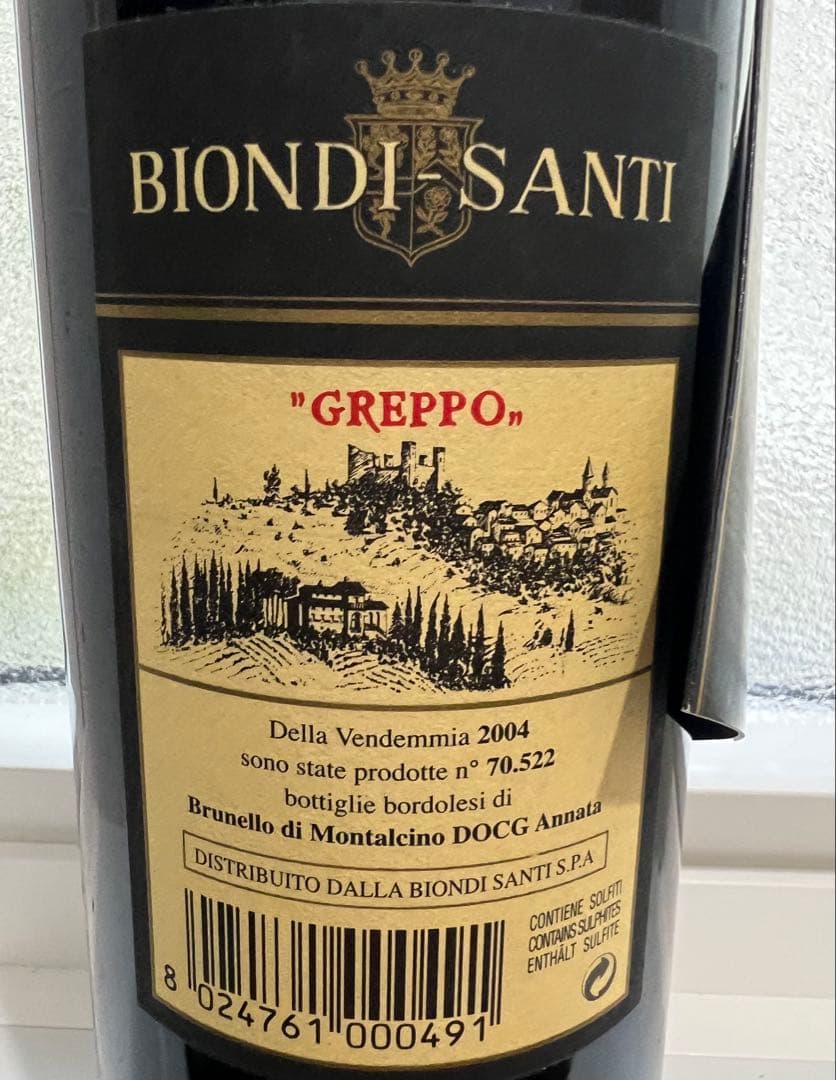 BIONDI-SANTI
"GREPPO„
Della Vendemmia 2004
sono state prodotte n° 70.522
bottiglie bordolesi di
Brunello di Montalcino DOCG Annata
DISTRIBUITO DALLA BIONDI SANTI S.P.A
CONTIENE SOLFITI
CONTAINS SULPHITES
ENTHÄLT SULFITE
8 024761 000491